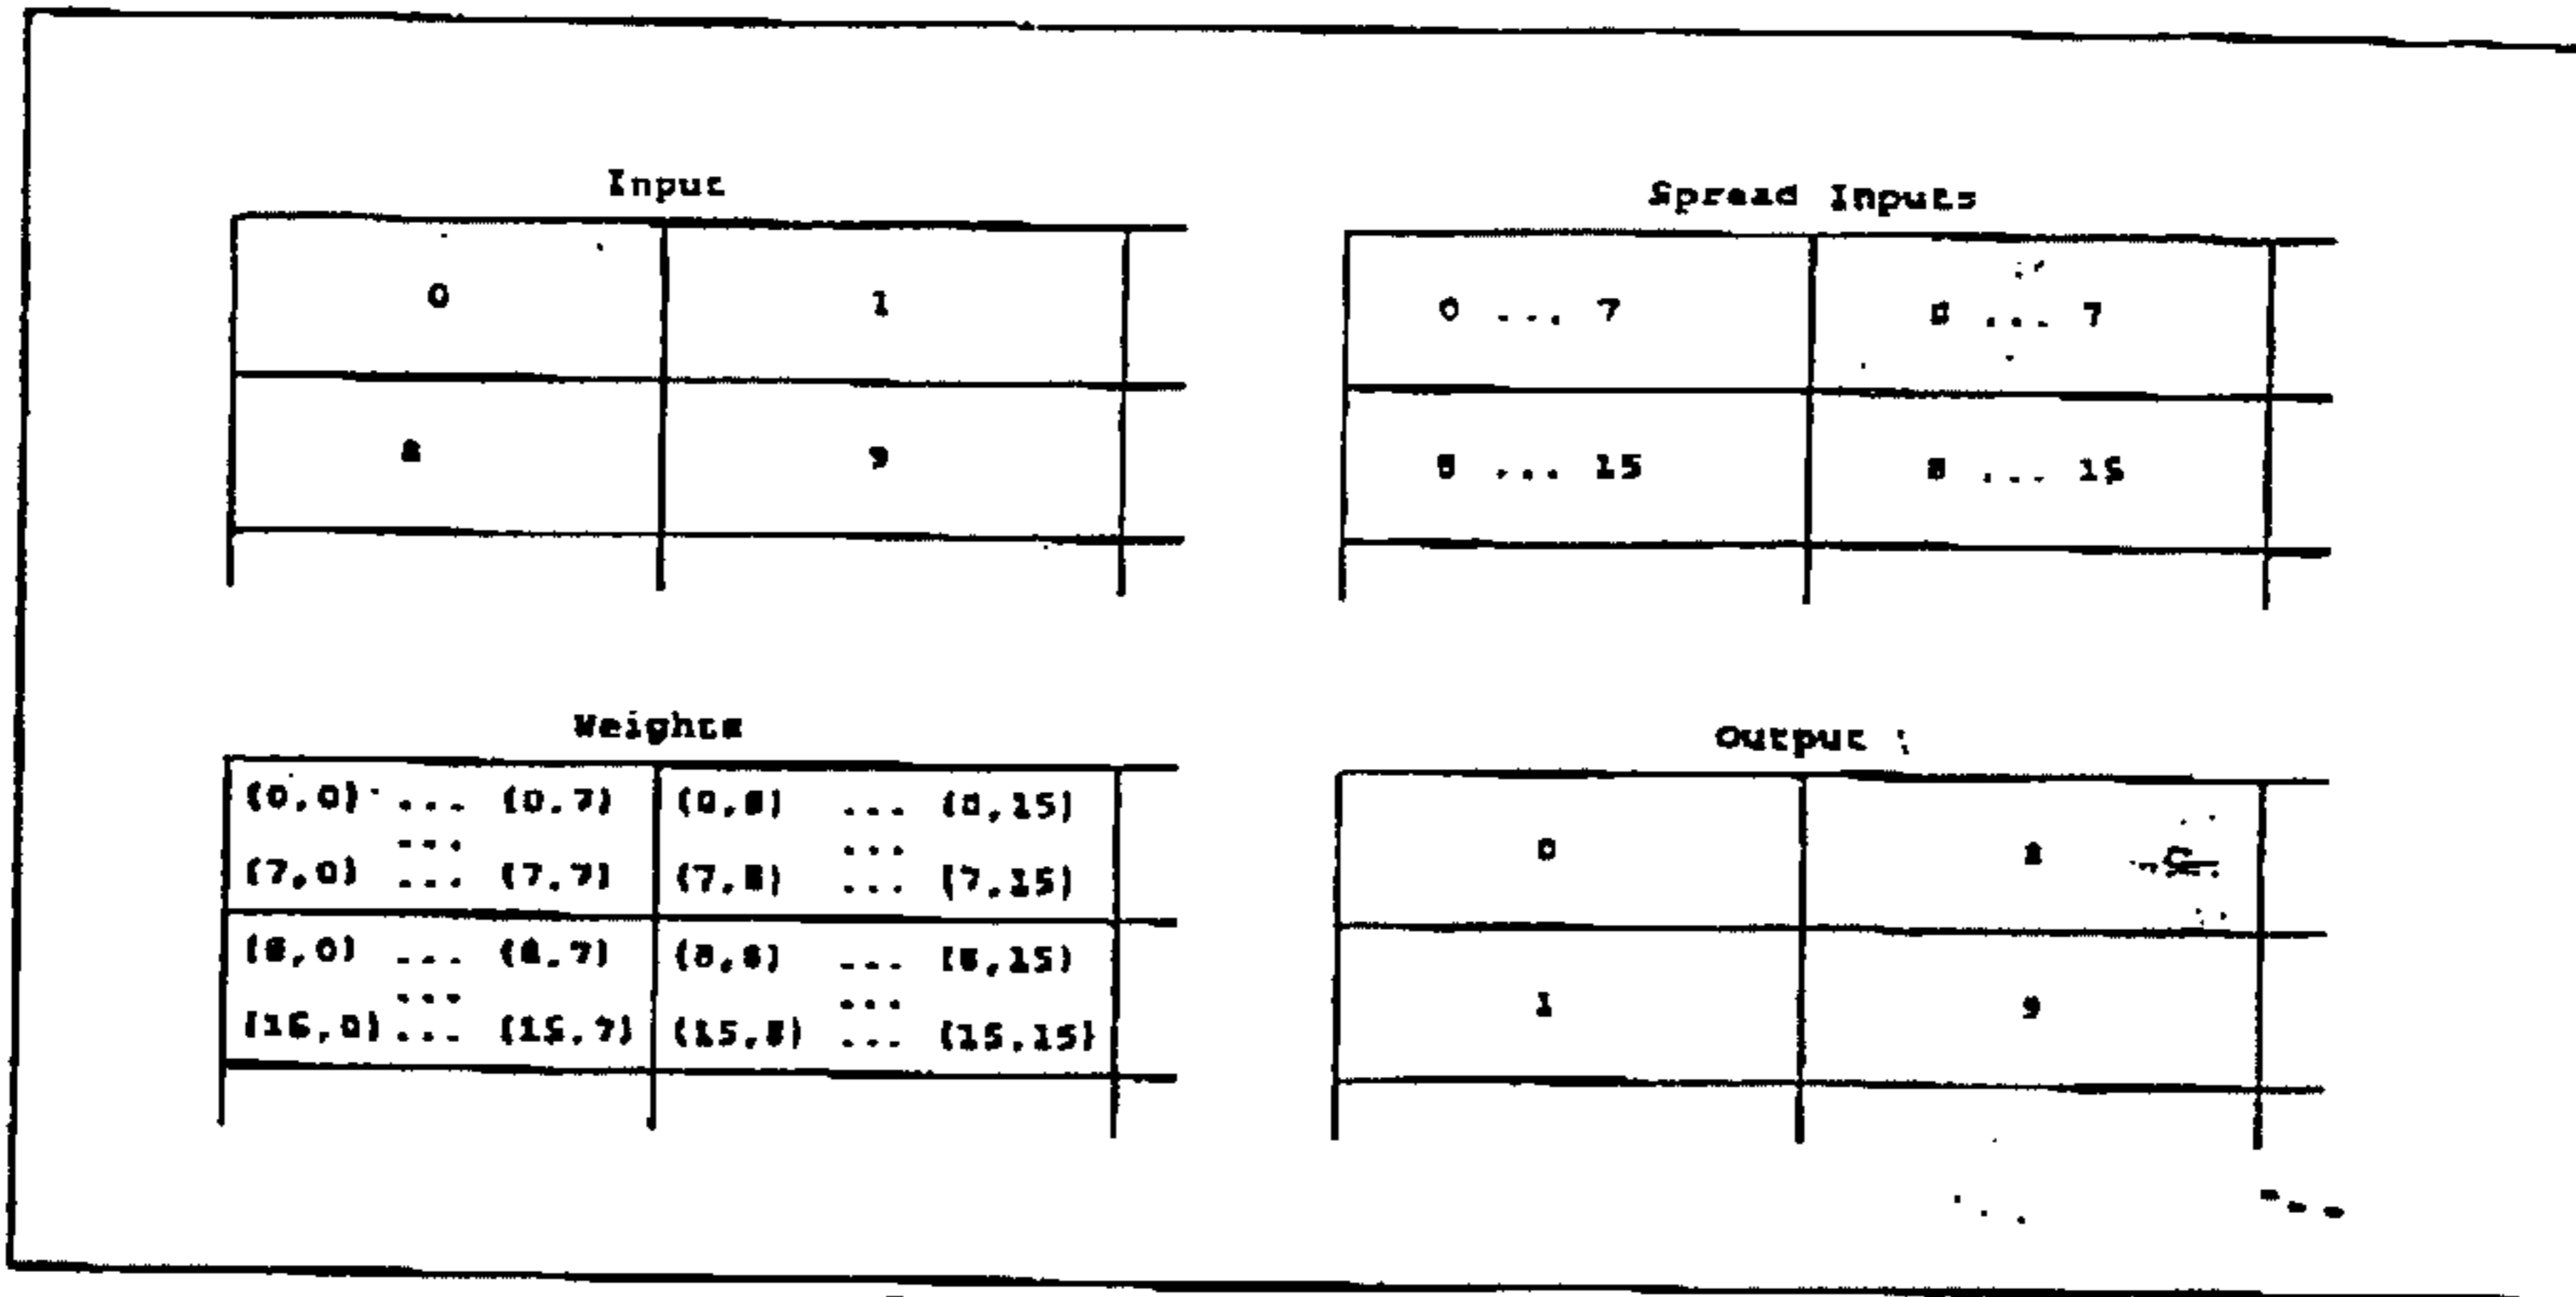 Input
0 1
8 9
Spread Inputs
0 ... 7 0 ... 7
8 ... 15 8 ... 15
Weights
(0,0) ... (0,7) (0,8) ... (0,15)
... ...
(7,0) ... (7,7) (7,8) ... (7,15)
(8,0) ... (8,7) (8,8) ... (8,15)
... ...
(15,0) ... (15,7) (15,8) ... (15,15)
Output
0 8
1 9